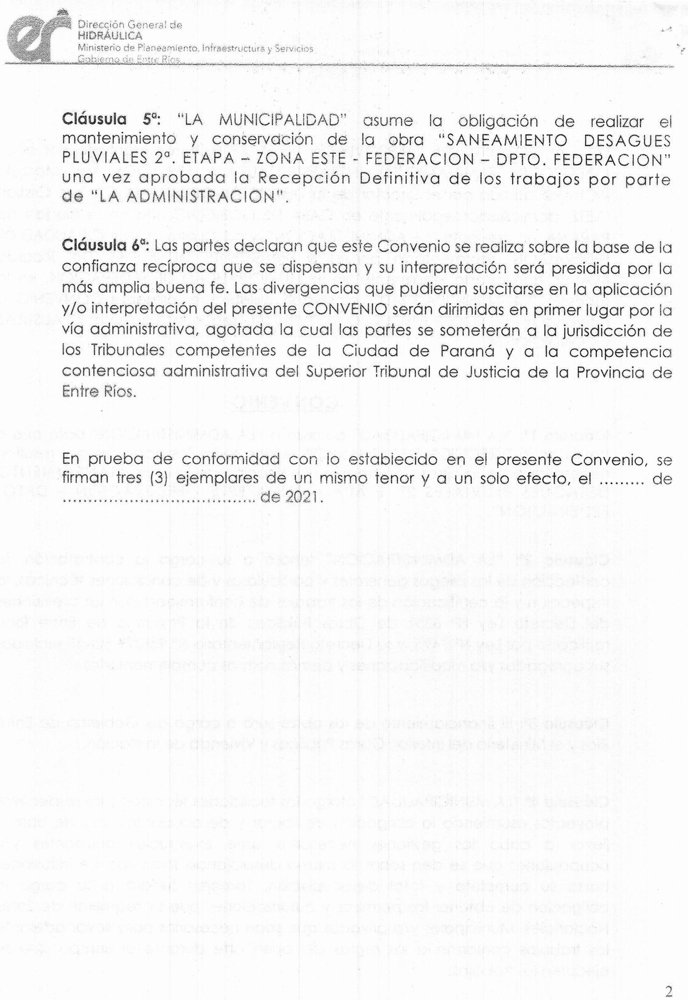 Dirección General de
HIDRÁULICA
Ministerio de Planeamiento, Infraestructura y Servicios
Gobierno de Entre Ríos
Cláusula 5ª: “LA MUNICIPALIDAD” asume la obligación de realizar el
mantenimiento y conservación de la obra “SANEAMIENTO DESAGUES
PLUVIALES 2ª. ETAPA – ZONA ESTE - FEDERACION – DPTO. FEDERACION”
una vez aprobada la Recepción Definitiva de los trabajos por parte
de “LA ADMINISTRACION”.
Cláusula 6ª: Las partes declaran que este Convenio se realiza sobre la base de la
confianza recíproca que se dispensan y su interpretación será presidida por la
más amplia buena fe. Las divergencias que pudieran suscitarse en la aplicación
y/o interpretación del presente CONVENIO serán dirimidas en primer lugar por la
vía administrativa, agotada la cual las partes se someterán a la jurisdicción de
los Tribunales competentes de la Ciudad de Paraná y a la competencia
contenciosa administrativa del Superior Tribunal de Justicia de la Provincia de
Entre Ríos.
En prueba de conformidad con lo establecido en el presente Convenio, se
firman tres (3) ejemplares de un mismo tenor y a un solo efecto, el ......... de
...................................... de 2021.
2